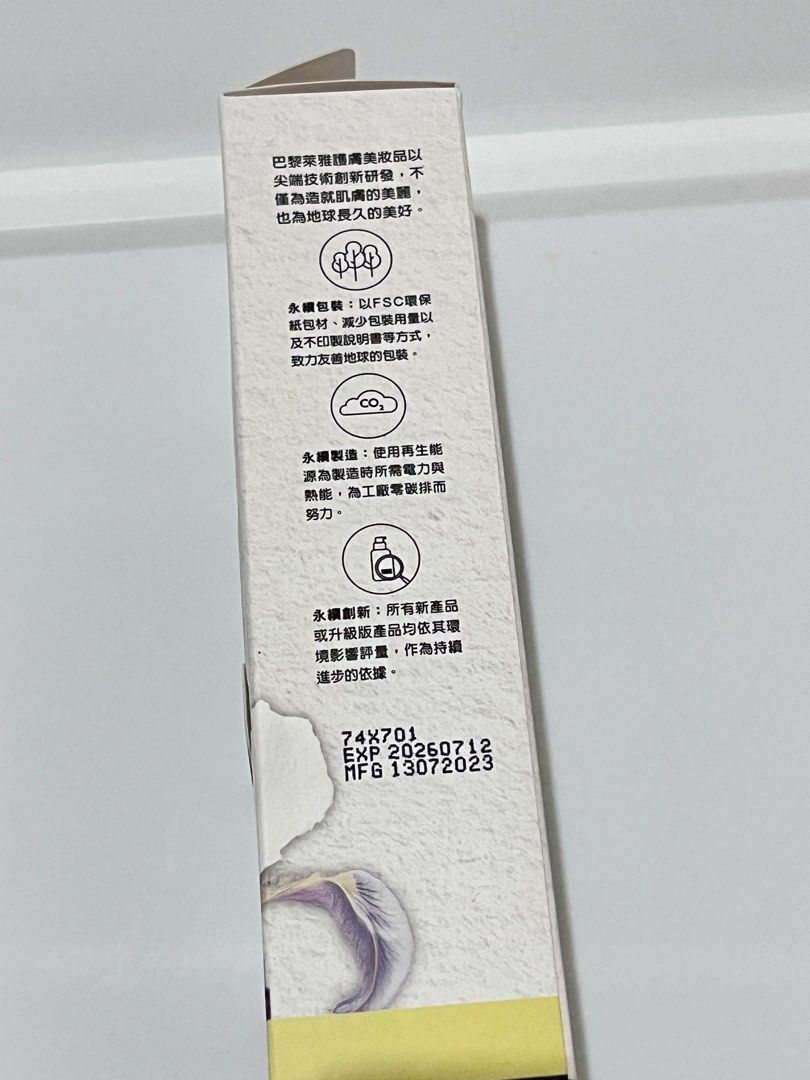 巴黎萊雅護膚美妝品以
尖端技術創新研發，不
僅為造就肌膚的美麗，
也為地球長久的美好。
永續包裝：以FSC環保
紙包材、減少包裝用量以
及不印製說明書等方式，
致力友善地球的包裝。
CO2
永續製造：使用再生能
源為製造時所需電力與
熱能，為工廠零碳排而
努力。
永續創新：所有新產品
或升級版產品均依其環
境影響評量，作為持續
進步的依據。
74X701
EXP 20260712
MFG 13072023